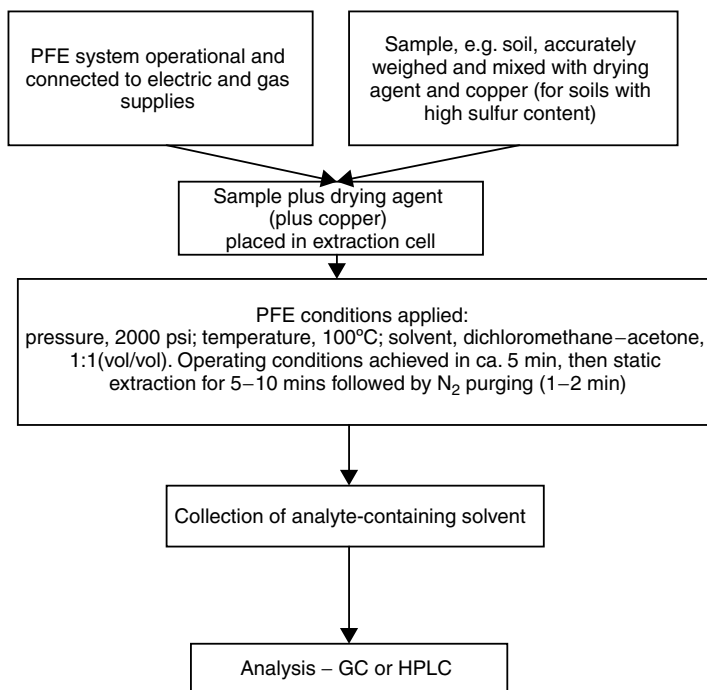 PFE system operational and
connected to electric and gas
supplies
Sample, e.g. soil, accurately
weighed and mixed with drying
agent and copper (for soils with
high sulfur content)
Sample plus drying agent
(plus copper)
placed in extraction cell
PFE conditions applied:
pressure, 2000 psi; temperature, 100ºC; solvent, dichloromethane–acetone,
1:1(vol/vol). Operating conditions achieved in ca. 5 min, then static
extraction for 5–10 mins followed by N₂ purging (1–2 min)
Collection of analyte-containing solvent
Analysis – GC or HPLC